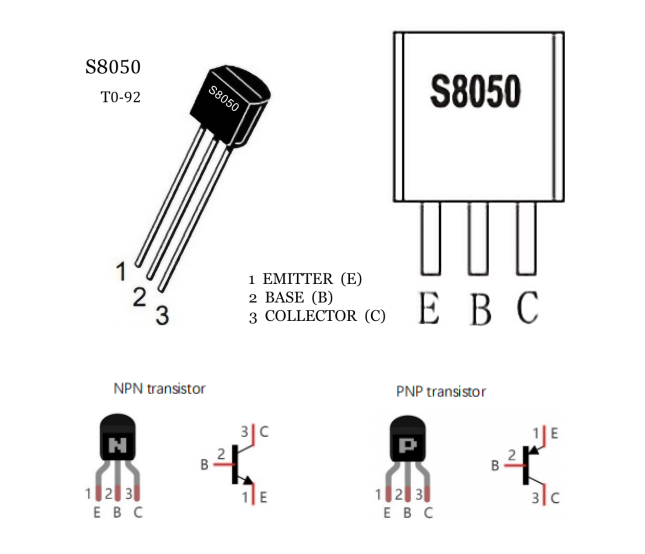 S8050
T0-92
S8050
1
2
3
1 EMITTER (E)
2 BASE (B)
3 COLLECTOR (C)
S8050
E B C
NPN transistor
N
1 2 3
E B C
3 C
B 2
1 E
PNP transistor
P
1 2 3
E B C
1 E
B 2
3 C